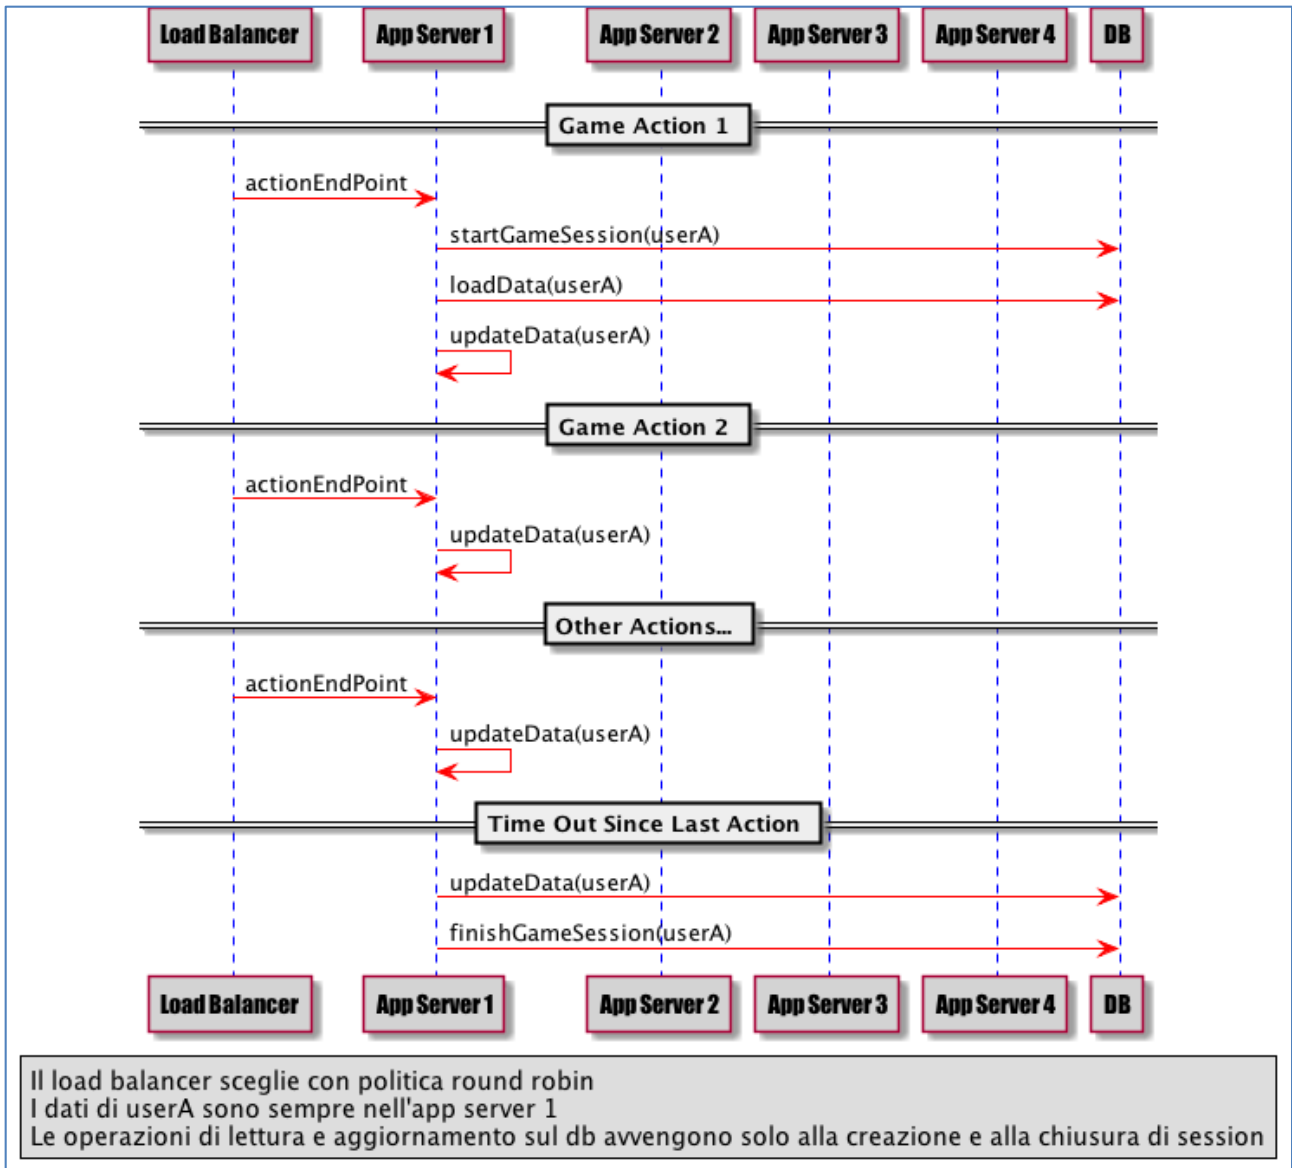 Load Balancer App Server 1 App Server 2 App Server 3 App Server 4 DB
Game Action 1
actionEndPoint
startGameSession(userA)
loadData(userA)
updateData(userA)
Game Action 2
actionEndPoint
updateData(userA)
Other Actions...
actionEndPoint
updateData(userA)
Time Out Since Last Action
updateData(userA)
finishGameSession(userA)
Load Balancer App Server 1 App Server 2 App Server 3 App Server 4 DB
Il load balancer sceglie con politica round robin
I dati di userA sono sempre nell'app server 1
Le operazioni di lettura e aggiornamento sul db avvengono solo alla creazione e alla chiusura di session